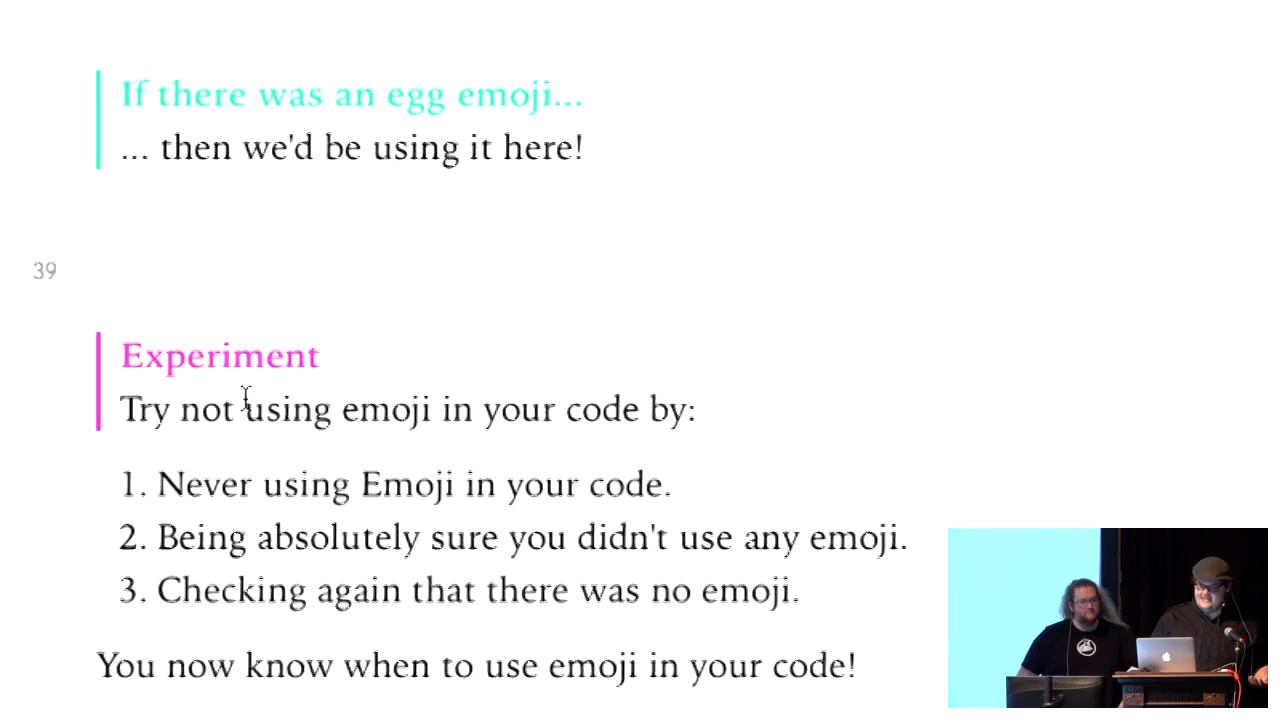 If there was an egg emoji...
... then we'd be using it here!
39
Experiment
Try not using emoji in your code by:
1. Never using Emoji in your code.
2. Being absolutely sure you didn't use any emoji.
3. Checking again that there was no emoji.
You now know when to use emoji in your code!